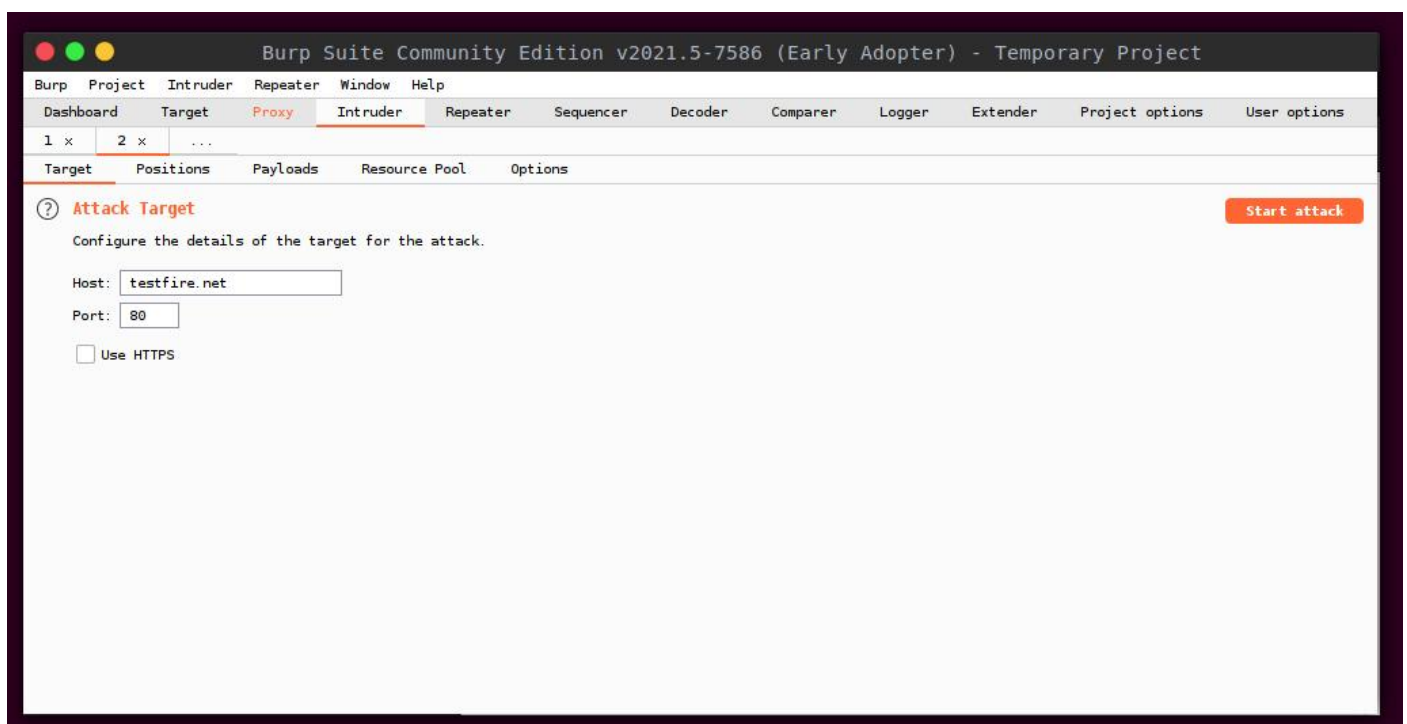 Burp Suite Community Edition v2021.5-7586 (Early Adopter) - Temporary Project
Burp Project Intruder Repeater Window Help
Dashboard Target Proxy Intruder Repeater Sequencer Decoder Comparer Logger Extender Project options User options
1 × 2 × ...
Target Positions Payloads Resource Pool Options
? Attack Target Start attack
Configure the details of the target for the attack.
Host: testfire.net
Port: 80
Use HTTPS